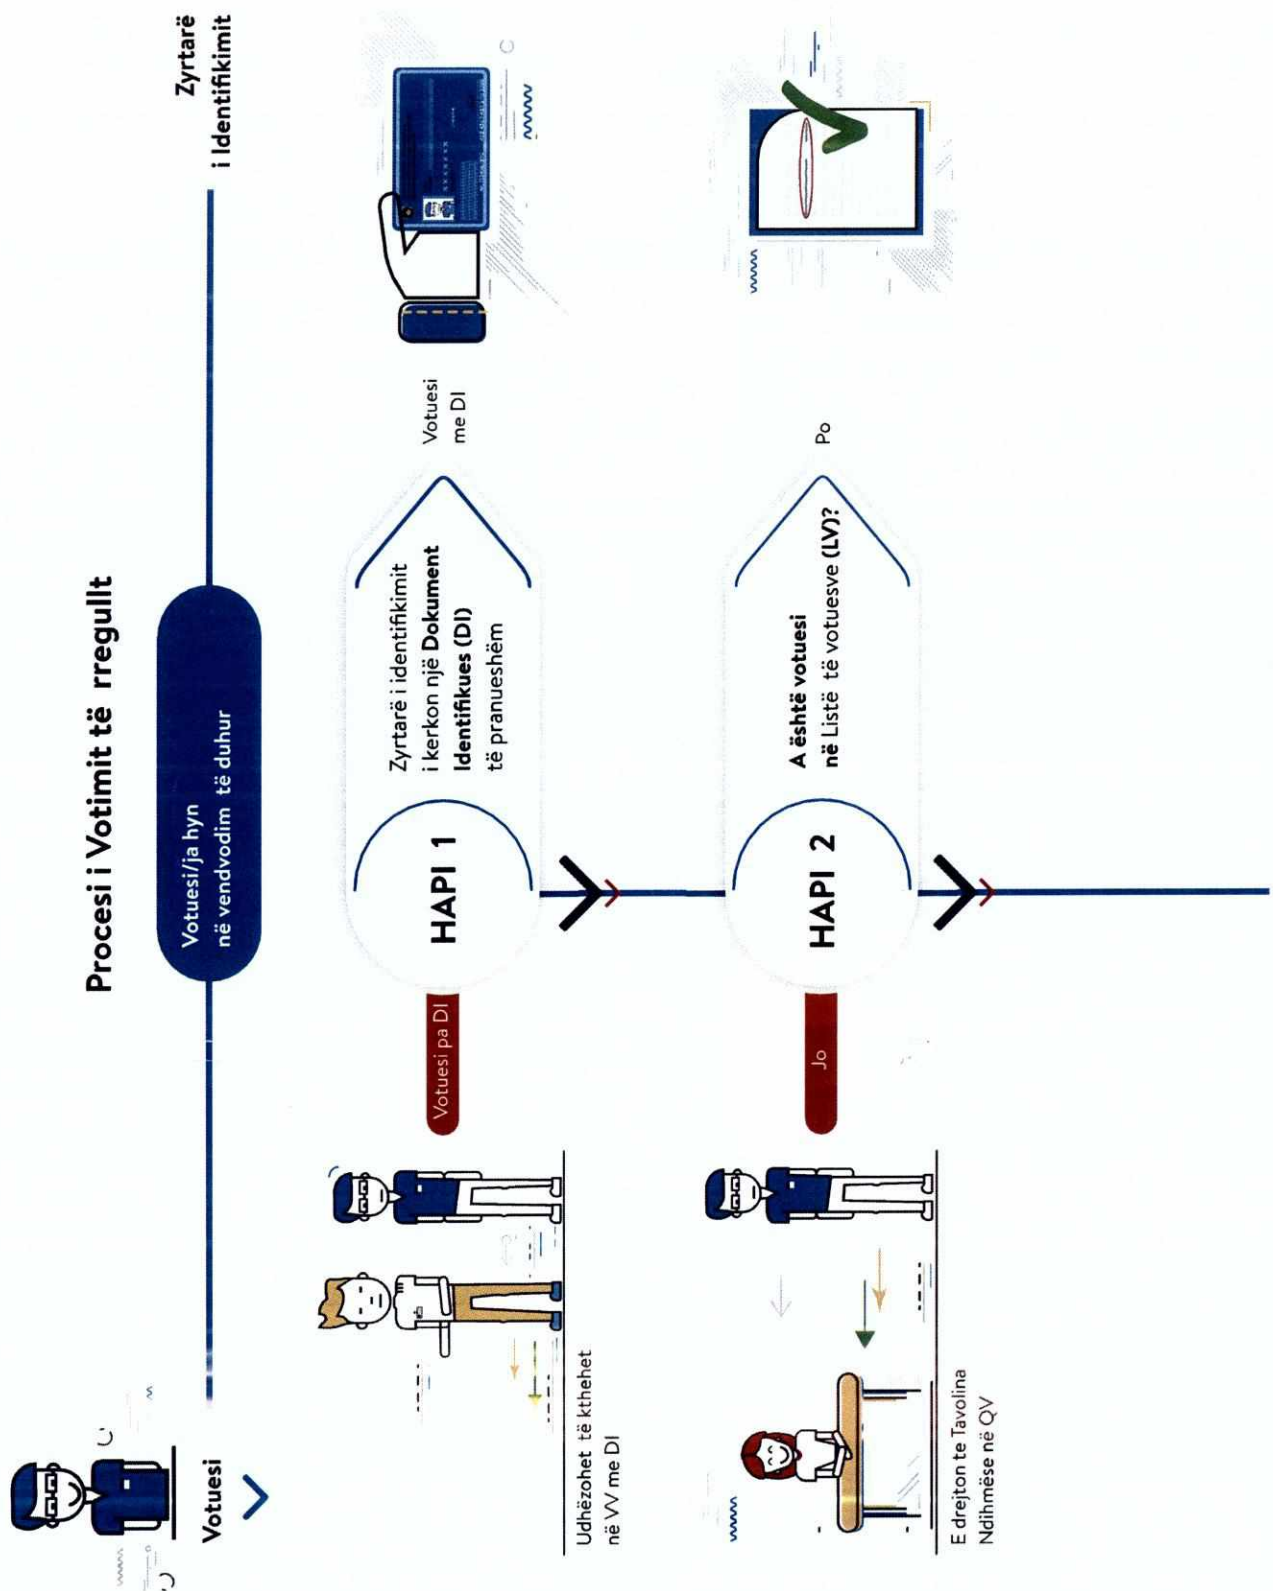 Procesi i Votimit të rregullt
Votuesi
Votuesi/ja hyn
në vendvodim të duhur
Zyrtarë
i Identifikimit
Votuesi pa DI
HAPI 1
Zyrtarë i identifikimit
i kerkon një Dokument
Identifikues (DI)
të pranueshëm
Votuesi
me DI
Udhëzohet të kthehet
në VV me DI
Jo
HAPI 2
A është votuesi
në Listë të votuesve (LV)?
Po
E drejton te Tavolina
Ndihmëse në QV